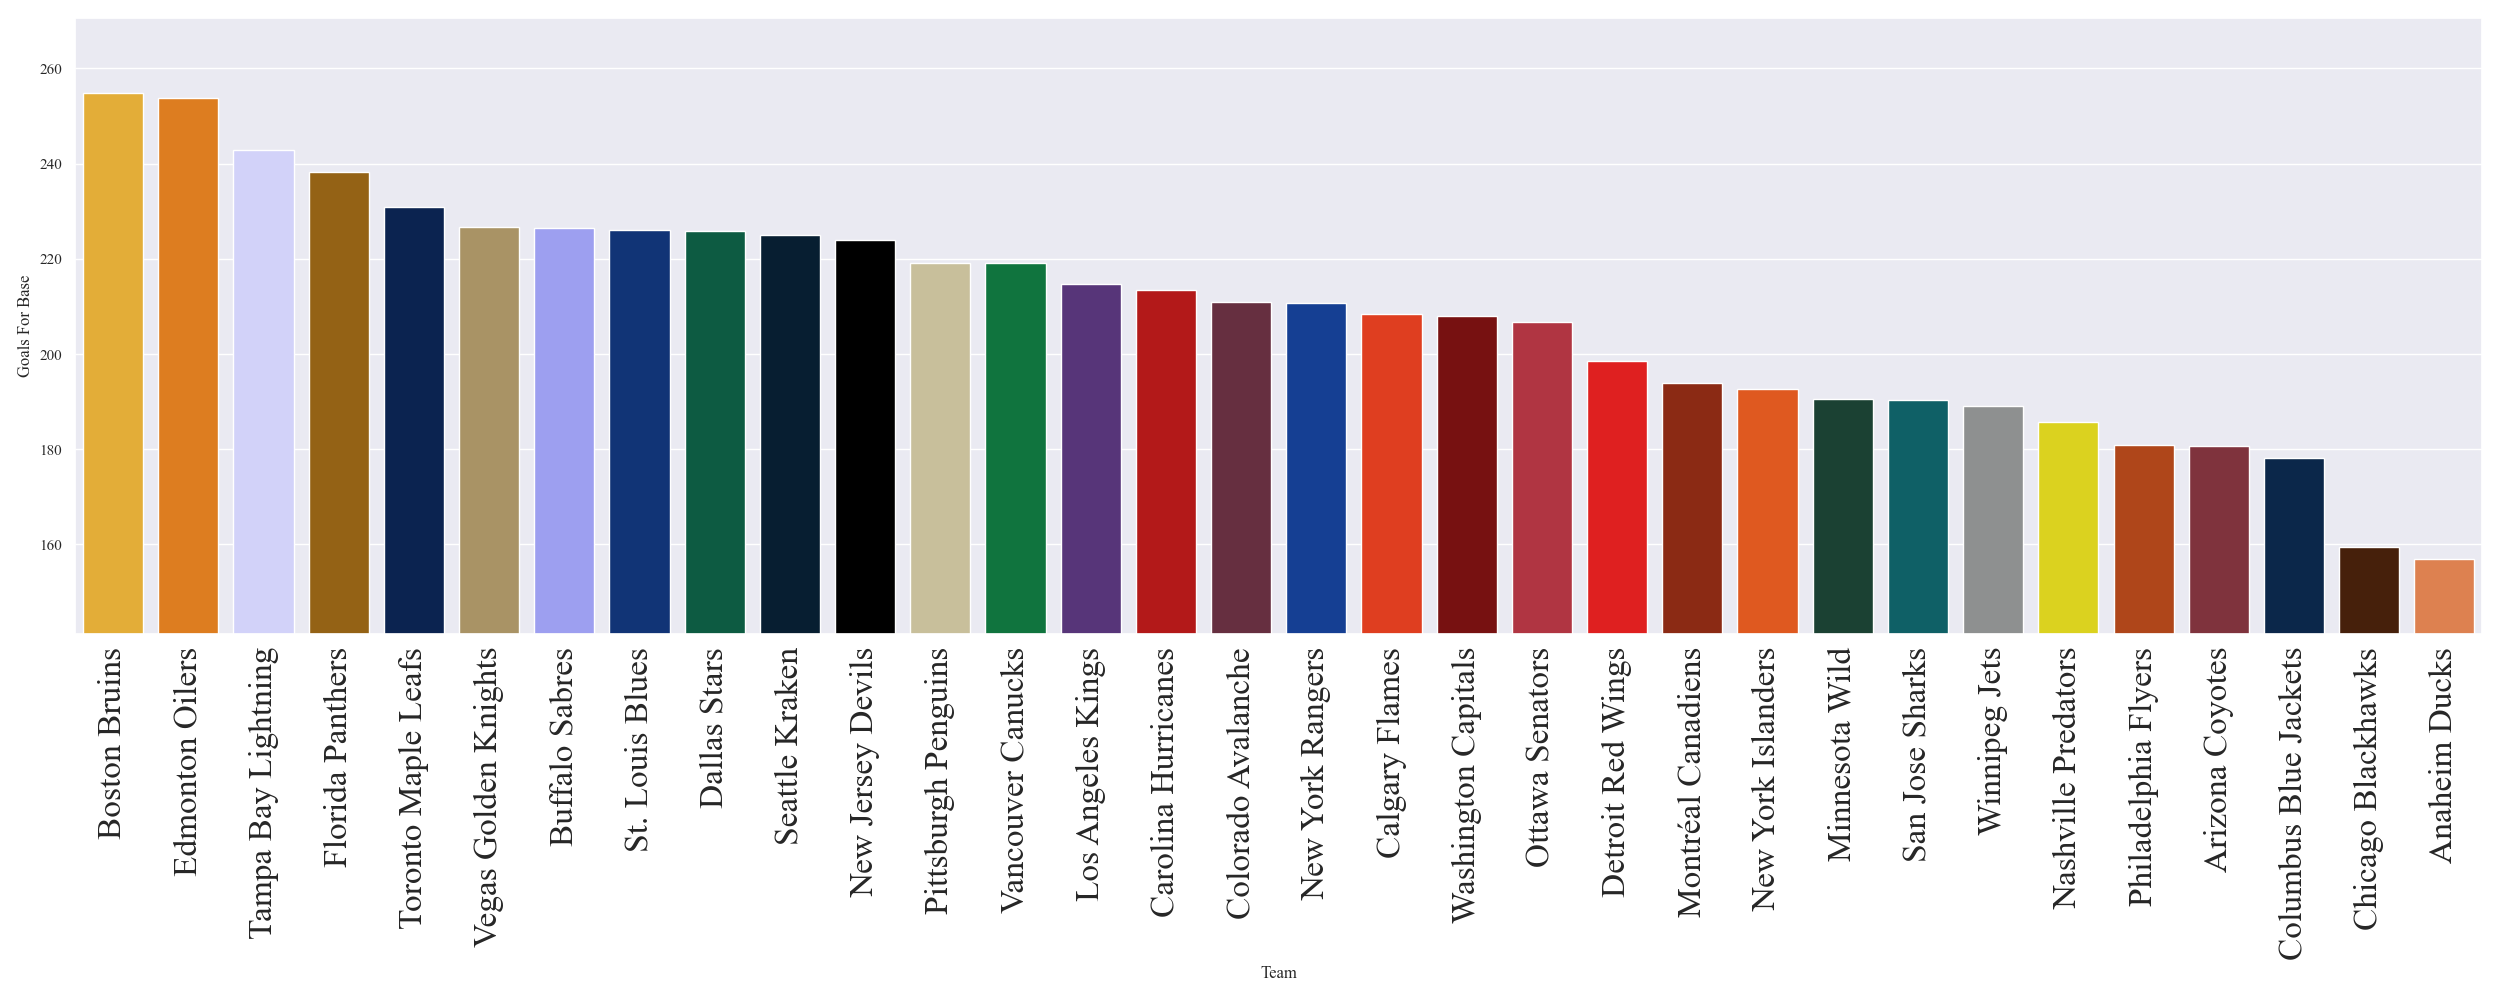 260
240
220
200
180
160
Goals For Base
Boston Bruins
Edmonton Oilers
Tampa Bay Lightning
Florida Panthers
Toronto Maple Leafs
Vegas Golden Knights
Buffalo Sabres
St. Louis Blues
Dallas Stars
Seattle Kraken
New Jersey Devils
Pittsburgh Penguins
Vancouver Canucks
Los Angeles Kings
Carolina Hurricanes
Colorado Avalanche
New York Rangers
Calgary Flames
Washington Capitals
Ottawa Senators
Detroit Red Wings
Montréal Canadiens
New York Islanders
Minnesota Wild
San Jose Sharks
Winnipeg Jets
Nashville Predators
Philadelphia Flyers
Arizona Coyotes
Columbus Blue Jackets
Chicago Blackhawks
Anaheim Ducks
Team